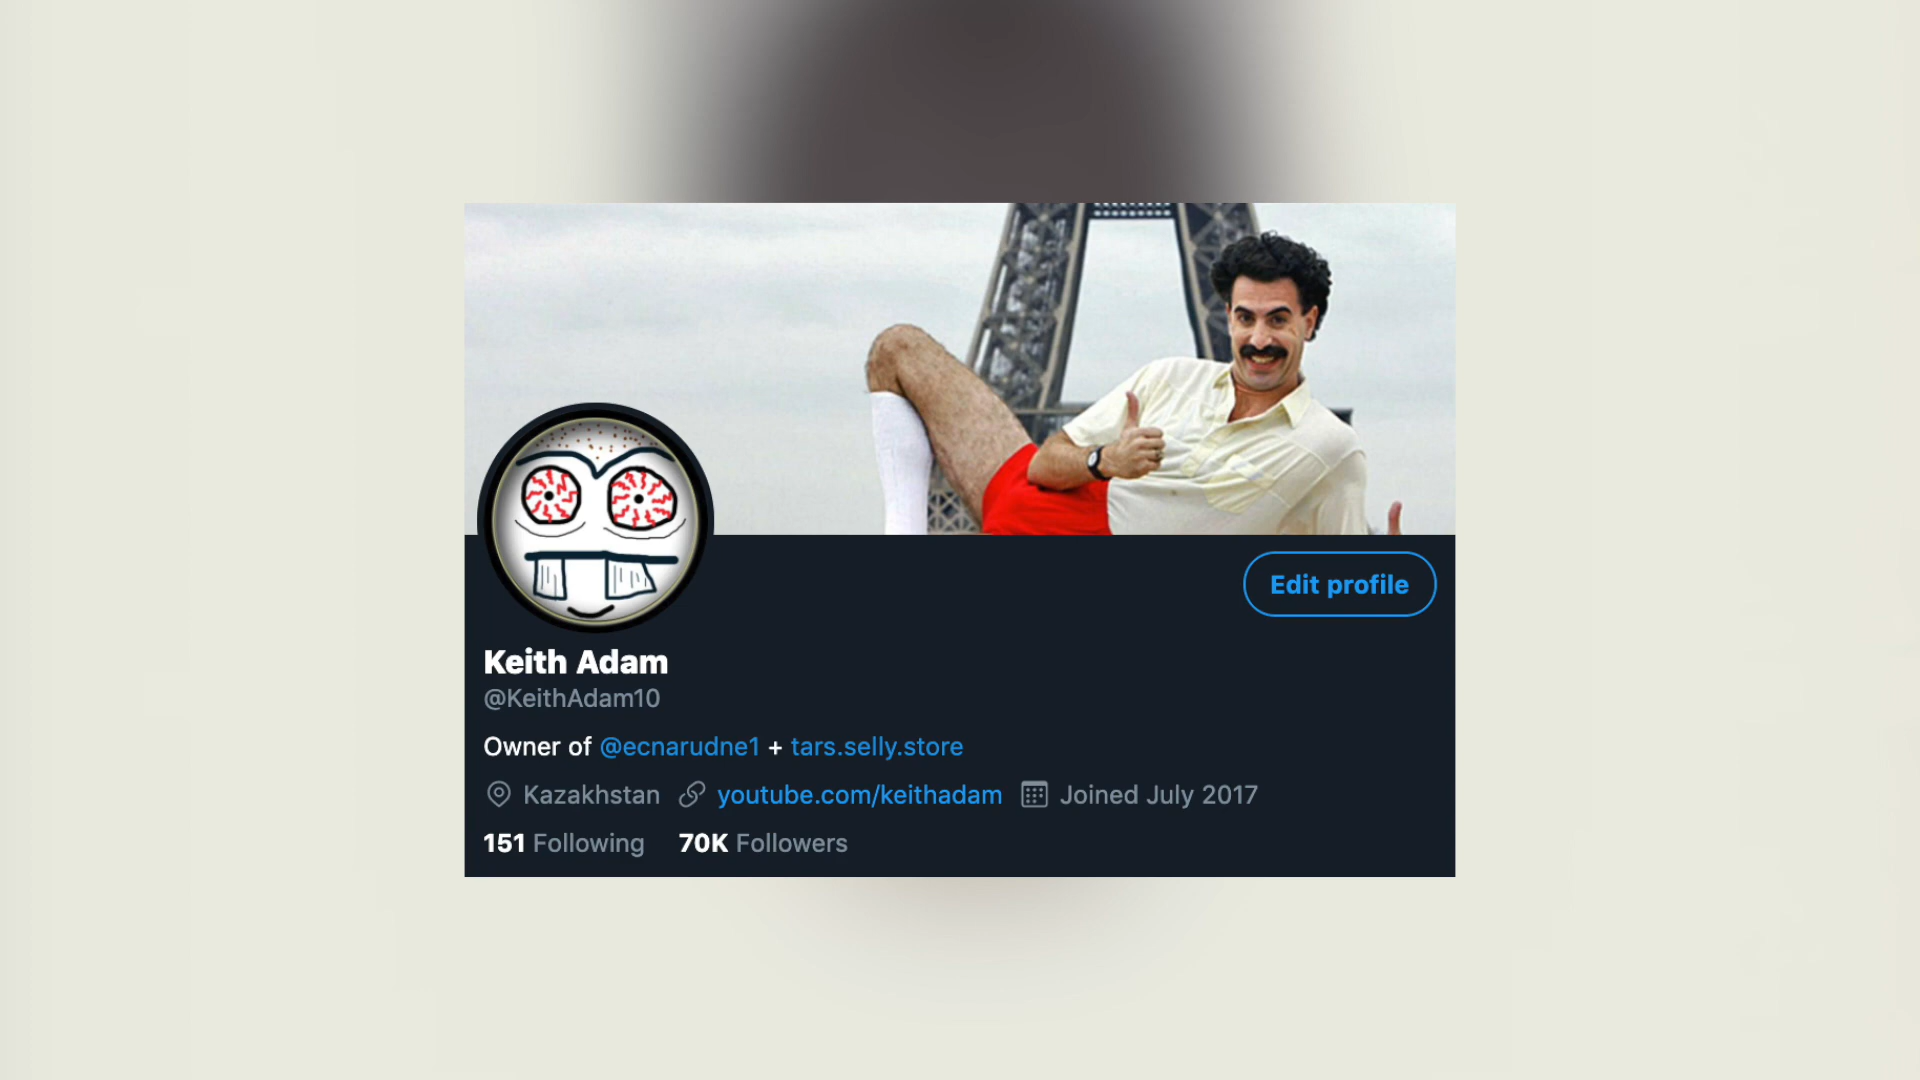 Edit profile
Keith Adam
@KeithAdam10
Owner of @ecnarudne1 + tars.selly.store
Kazakhstan youtube.com/keithadam Joined July 2017
151 Following 70K Followers